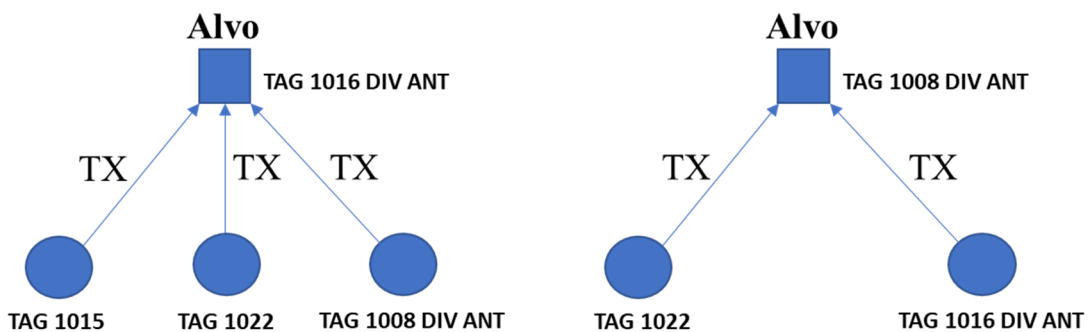 Alvo
TAG 1016 DIV ANT
TX
TX
TX
TAG 1015
TAG 1022
TAG 1008 DIV ANT
Alvo
TAG 1008 DIV ANT
TX
TX
TAG 1022
TAG 1016 DIV ANT